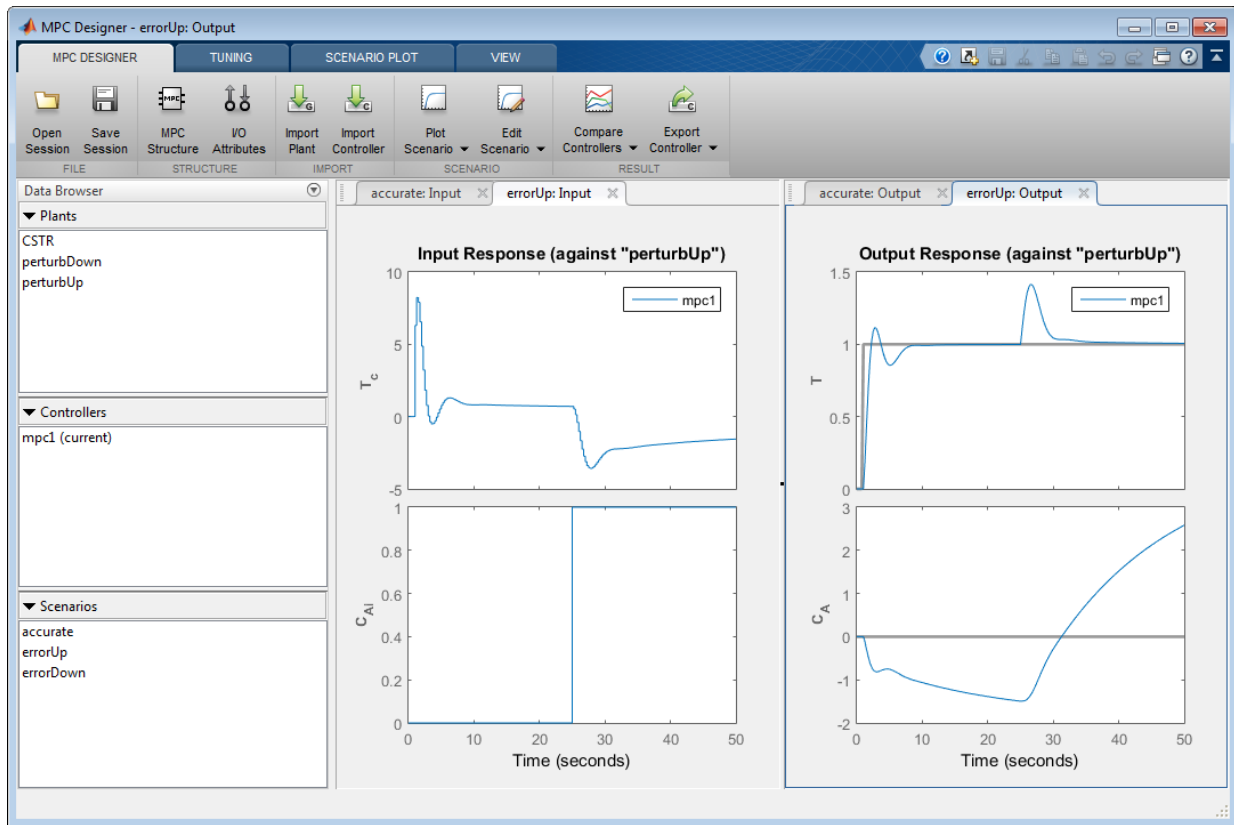 MPC Designer - errorUp: Output
MPC DESIGNER TUNING SCENARIO PLOT VIEW
Open Session
Save Session
MPC Structure
I/O Attributes
Import Plant
Import Controller
Plot Scenario
Edit Scenario
Compare Controllers
Export Controller
FILE STRUCTURE IMPORT SCENARIO RESULT
Data Browser
Plants
CSTR
perturbDown
perturbUp
Controllers
mpc1 (current)
Scenarios
accurate
errorUp
errorDown
accurate: Input errorUp: Input
Input Response (against "perturbUp")
mpc1
10
5
0
-5
Tc
1
0.8
0.6
0.4
0.2
0
CAi
0 10 20 30 40 50
Time (seconds)
accurate: Output errorUp: Output
Output Response (against "perturbUp")
mpc1
1.5
1
0.5
0
T
3
2
1
0
-1
-2
CA
0 10 20 30 40 50
Time (seconds)